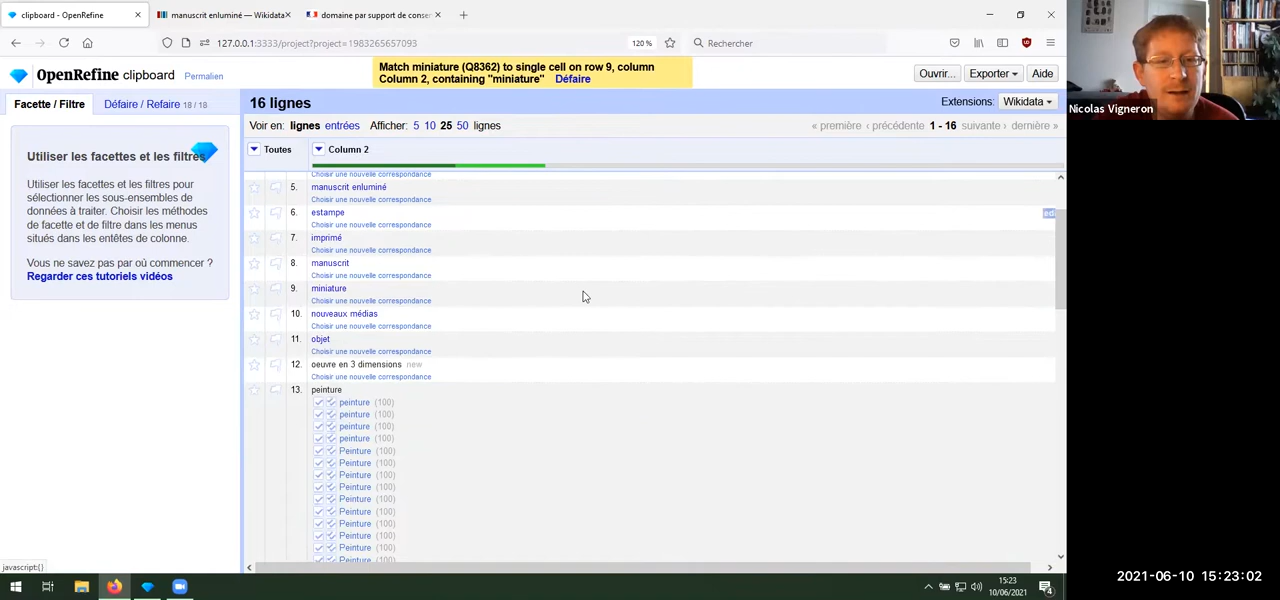 clipboard - OpenRefine
manuscrit enluminé — Wikidata
domaine par support de conser
127.0.0.1:3333/project?project=1983265657093
120 %
Rechercher
OpenRefine clipboard Permalien
Match miniature (Q8362) to single cell on row 9, column
Column 2, containing "miniature" Défaire
Ouvrir...
Exporter
Aide
Nicolas Vigneron
Facette / Filtre
Défaire / Refaire 18 / 18
16 lignes
Extensions:
Wikidata
Voir en: lignes entrées Afficher: 5 10 25 50 lignes
« première ‹ précédente 1 - 16 suivante › dernière »
Toutes
Column 2
Utiliser les facettes et les filtres
Utiliser les facettes et les filtres pour
sélectionner les sous-ensembles de
données à traiter. Choisir les méthodes
de facette et de filtre dans les menus
situés dans les entêtes de colonne.
Vous ne savez pas par où commencer ?
Regarder ces tutoriels vidéos
Choisir une nouvelle correspondance
5. manuscrit enluminé
Choisir une nouvelle correspondance
6. estampe
Choisir une nouvelle correspondance
7. imprimé
Choisir une nouvelle correspondance
8. manuscrit
Choisir une nouvelle correspondance
9. miniature
Choisir une nouvelle correspondance
10. nouveaux médias
Choisir une nouvelle correspondance
11. objet
Choisir une nouvelle correspondance
12. oeuvre en 3 dimensions new
Choisir une nouvelle correspondance
13. peinture
peinture (100)
peinture (100)
peinture (100)
peinture (100)
Peinture (100)
Peinture (100)
Peinture (100)
Peinture (100)
Peinture (100)
Peinture (100)
Peinture (100)
Peinture (100)
Peinture (100)
Peinture (100)
javascript:{}
15:23
10/06/2021
4
2021-06-10 15:23:02